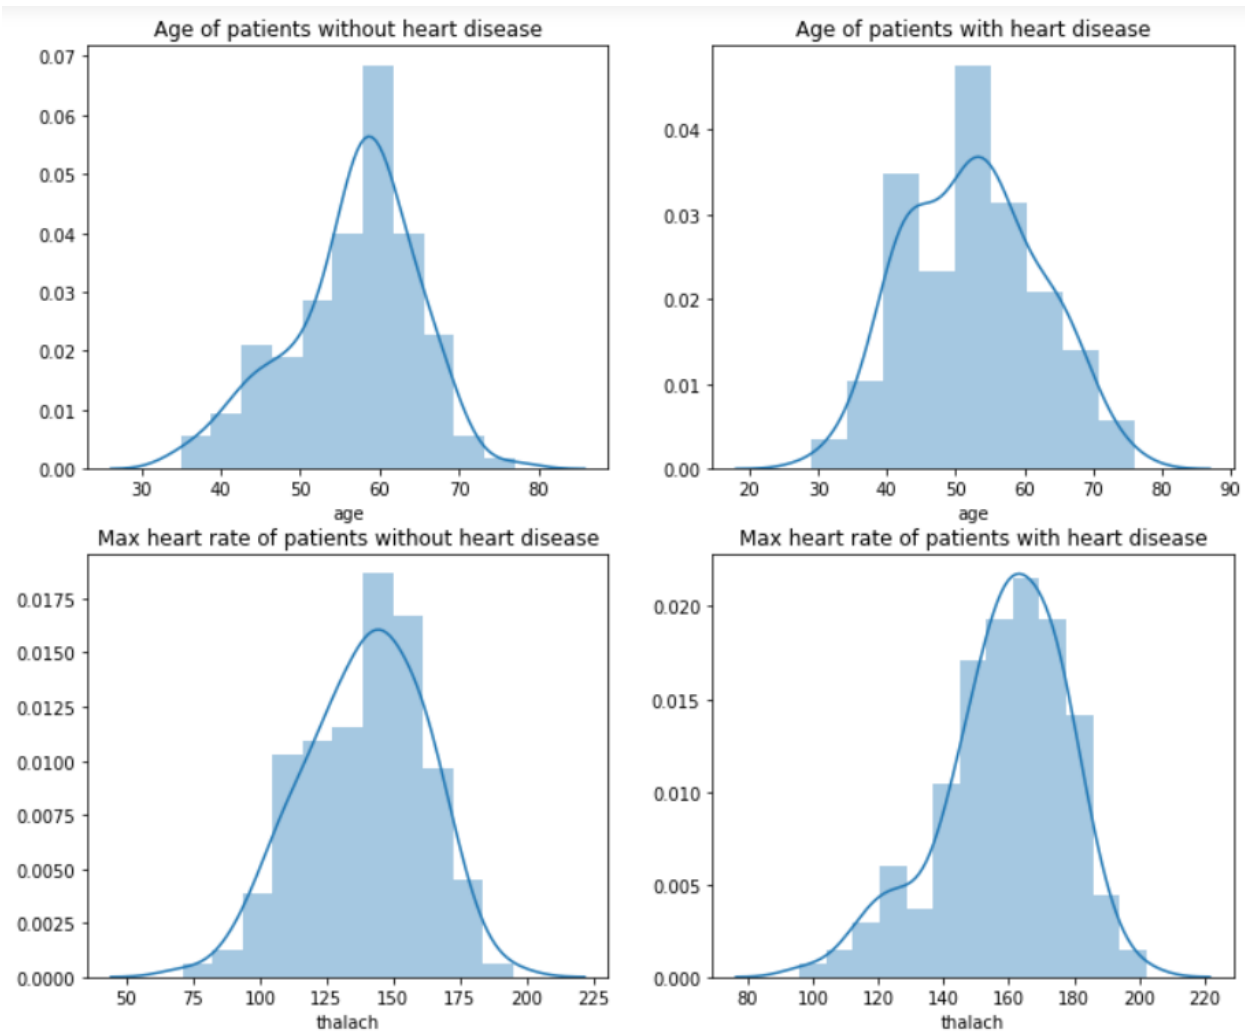 Age of patients without heart disease
0.07
0.06
0.05
0.04
0.03
0.02
0.01
0.00
30 40 50 60 70 80
age
Age of patients with heart disease
0.04
0.03
0.02
0.01
0.00
20 30 40 50 60 70 80 90
age
Max heart rate of patients without heart disease
0.0175
0.0150
0.0125
0.0100
0.0075
0.0050
0.0025
0.0000
50 75 100 125 150 175 200 225
thalach
Max heart rate of patients with heart disease
0.020
0.015
0.010
0.005
0.000
80 100 120 140 160 180 200 220
thalach